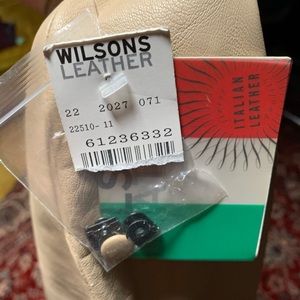 WILSONS
LEATHER
22 2027 071
22510-11
61236332
ITALIAN
LEATHER